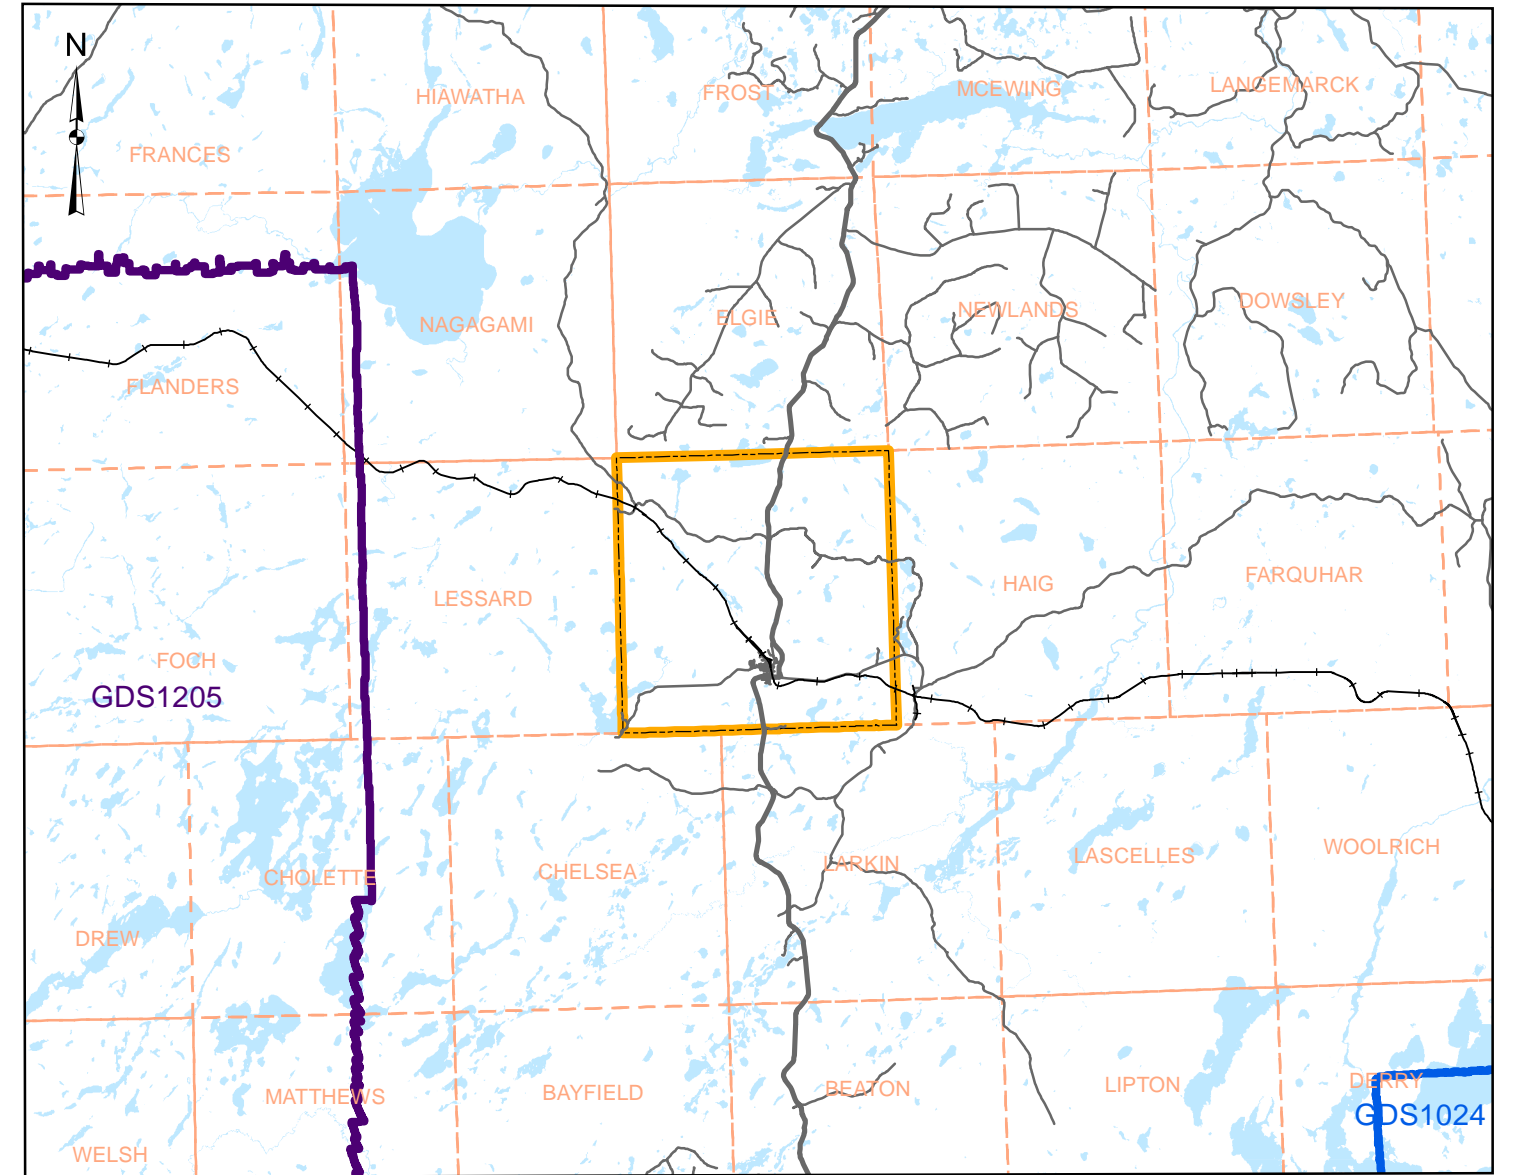 N
HIAWATHA
FROST
MCEWING
LANGEMARCK
FRANCES
NAGAGAMI
ELGIE
NEWLANDS
DOWSLEY
FLANDERS
LESSARD
HAIG
FARQUHAR
FOCH
GDS1205
CHOLETTE
CHELSEA
LARKIN
LASCELLES
WOOLRICH
DREW
MATTHEWS
BAYFIELD
BEATON
LIPTON
DERRY
GDS1024
WELSH